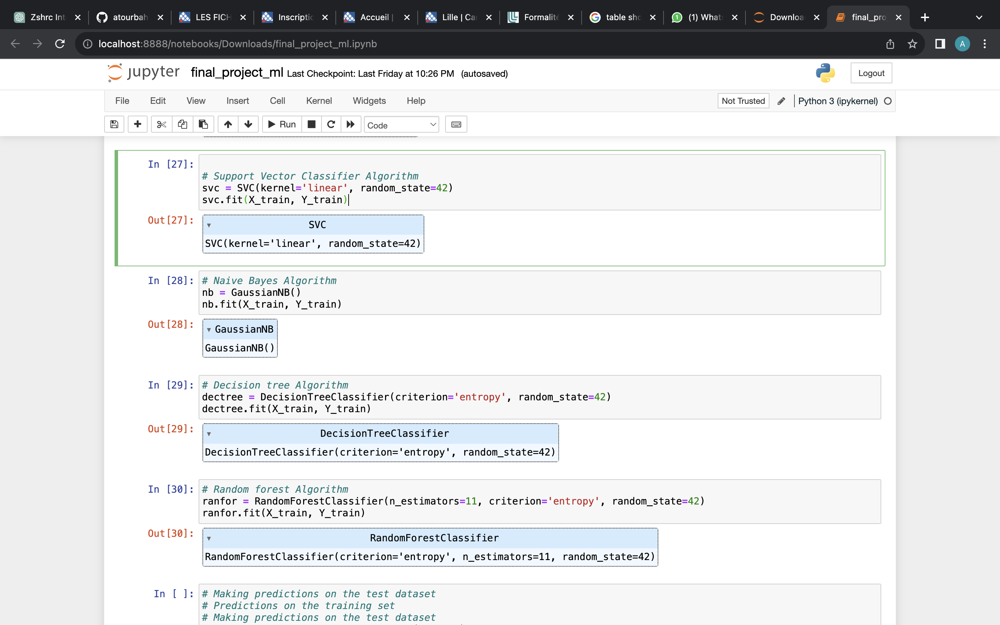 Zshrc Int
atourbah
LES FICH
Inscriptio
Accueil |
Lille | Ca
Formalité
table sho
(1) Whats
Downloa
final_pro
localhost:8888/notebooks/Downloads/final_project_ml.ipynb
A
jupyter final_project_ml Last Checkpoint: Last Friday at 10:26 PM (autosaved)
Logout
File Edit View Insert Cell Kernel Widgets Help
Not Trusted
Python 3 (ipykernel)
Run
Code
In [27]:
# Support Vector Classifier Algorithm
svc = SVC(kernel='linear', random_state=42)
svc.fit(X_train, Y_train)
Out[27]:
SVC
SVC(kernel='linear', random_state=42)
In [28]:
# Naive Bayes Algorithm
nb = GaussianNB()
nb.fit(X_train, Y_train)
Out[28]:
GaussianNB
GaussianNB()
In [29]:
# Decision tree Algorithm
dectree = DecisionTreeClassifier(criterion='entropy', random_state=42)
dectree.fit(X_train, Y_train)
Out[29]:
DecisionTreeClassifier
DecisionTreeClassifier(criterion='entropy', random_state=42)
In [30]:
# Random forest Algorithm
ranfor = RandomForestClassifier(n_estimators=11, criterion='entropy', random_state=42)
ranfor.fit(X_train, Y_train)
Out[30]:
RandomForestClassifier
RandomForestClassifier(criterion='entropy', n_estimators=11, random_state=42)
In [ ]:
# Making predictions on the test dataset
# Predictions on the training set
# Making predictions on the test dataset